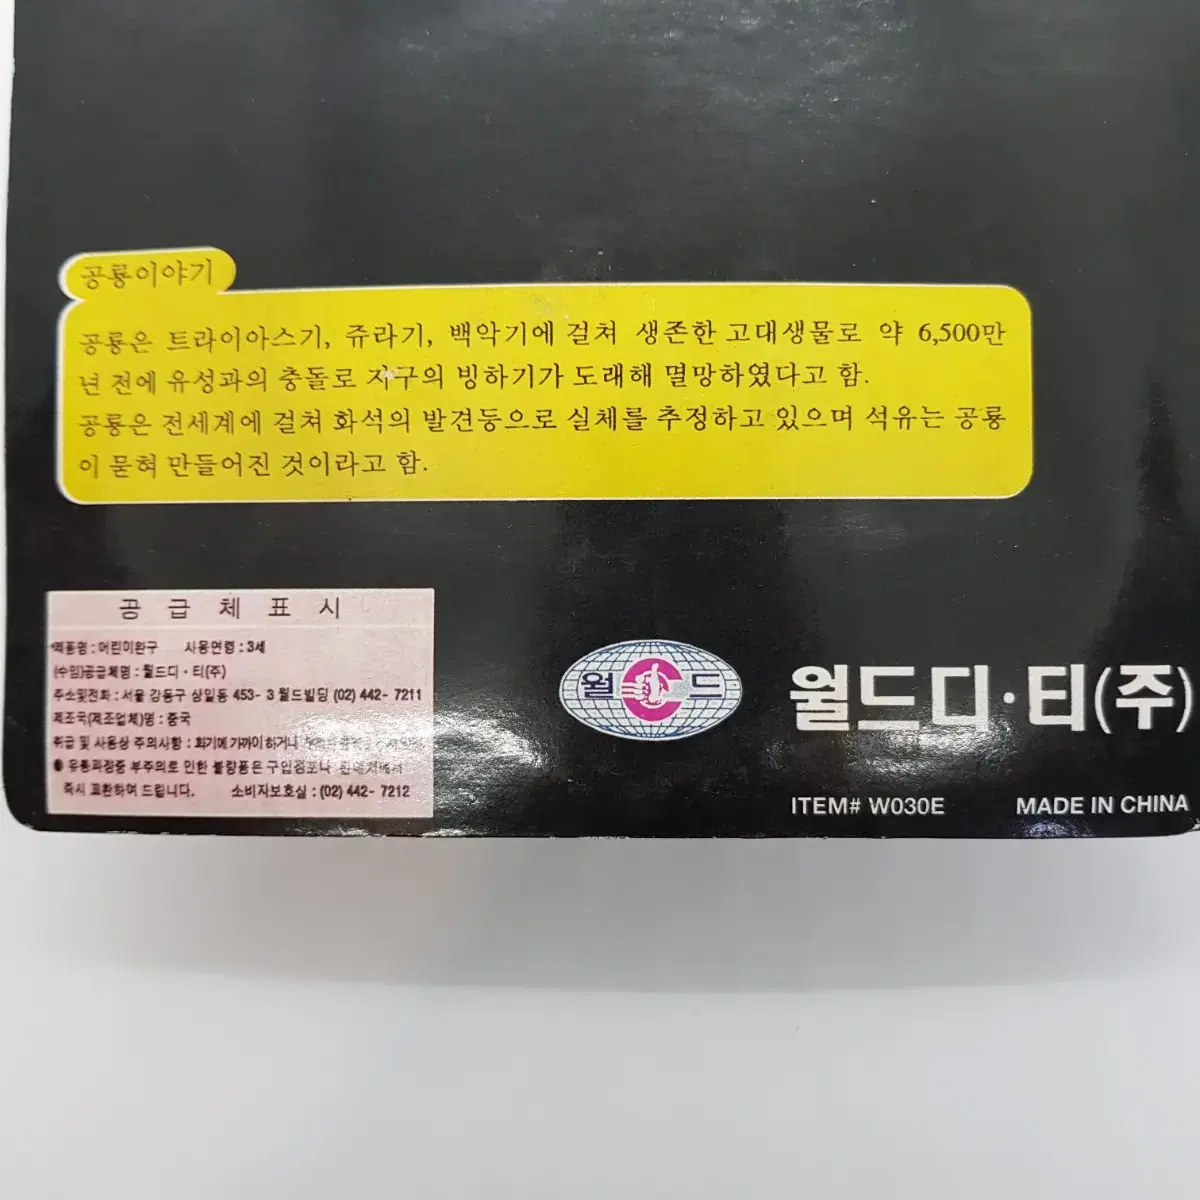 공룡이야기
공룡은 트라이아스기, 쥬라기, 백악기에 걸쳐 생존한 고대생물로 약 6,500만
년 전에 유성과의 충돌로 지구의 빙하기가 도래해 멸망하였다고 함.
공룡은 전세계에 걸쳐 화석의 발견등으로 실체를 추정하고 있으며 석유는 공룡
이 묻혀 만들어진 것이라고 함.
공 급 체 표 시
제품명 : 어린이완구 사용연령 : 3세
(수입)공급체명 : 월드디 · 티(주)
주소및전화 : 서울 강동구 상일동 453- 3 월드빌딩 (02) 442- 7211
제조국(제조업체)명 : 중국
취급 및 사용상 주의사항 : 화기에 가까이 하거나
● 유통과정중 부주의로 인한 불량품은 구입점포나 판매처에서
즉시 교환하여 드립니다. 소비자보호실 : (02) 442- 7212
월 드
월드디·티(주)
ITEM# W030E MADE IN CHINA